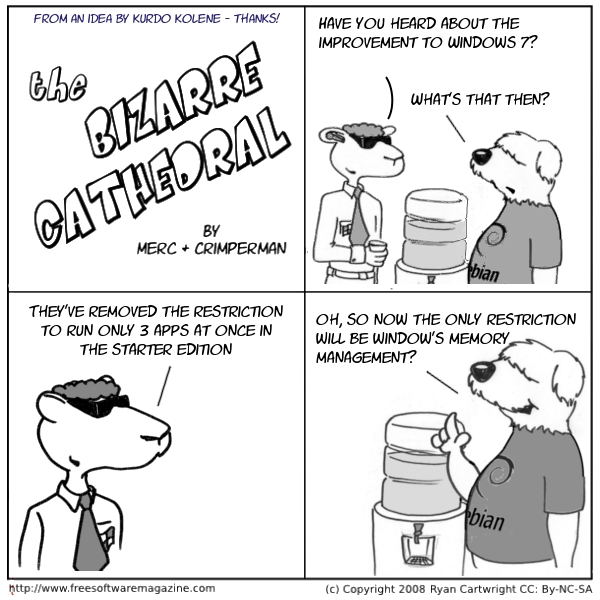 FROM AN IDEA BY KURDO KOLENE - THANKS!
the
BIZARRE
CATHEDRAL
BY
MERC + CRIMPERMAN
HAVE YOU HEARD ABOUT THE
IMPROVEMENT TO WINDOWS 7?
WHAT'S THAT THEN?
bian
THEY'VE REMOVED THE RESTRICTION
TO RUN ONLY 3 APPS AT ONCE IN
THE STARTER EDITION
OH, SO NOW THE ONLY RESTRICTION
WILL BE WINDOW'S MEMORY
MANAGEMENT?
ebian
http://www.freesoftwaremagazine.com
(c) Copyright 2008 Ryan Cartwright CC: By-NC-SA